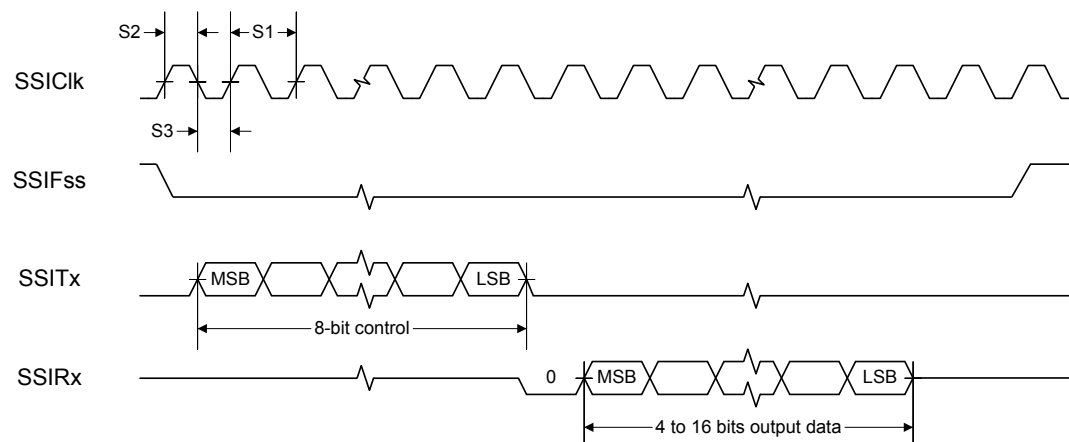 S2
S1
SSIClk
S3
SSIFss
SSITx
MSB
LSB
8-bit control
SSIRx
0
MSB
LSB
4 to 16 bits output data